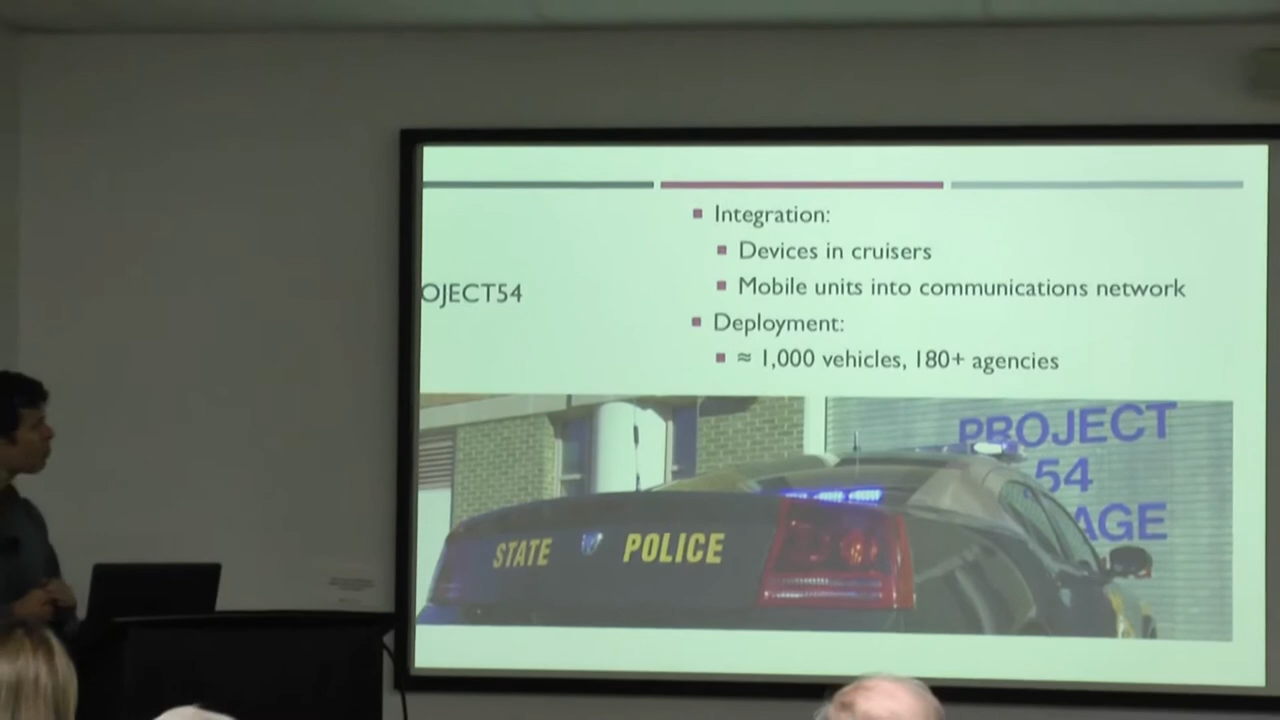 OJECT54
Integration:
Devices in cruisers
Mobile units into communications network
Deployment:
≈ 1,000 vehicles, 180+ agencies
PROJECT
54
AGE
STATE POLICE